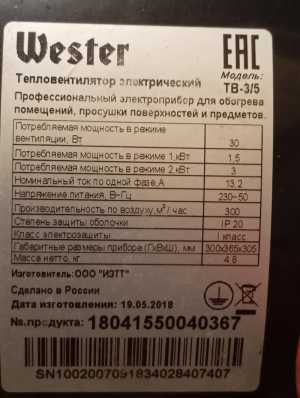 Wester
EAC
Тепловентилятор электрический
Модель:
ТВ-3/5
Профессиональный электроприбор для обогрева
помещений, просушки поверхностей и предметов.
Потребляемая мощность в режиме
вентиляции, Вт 30
Потребляемая мощность в режиме 1,кВт 1,5
Потребляемая мощность в режиме 2,кВт 3
Номинальный ток по одной фазе,А 13,2
Напряжение питания, В~Гц 230~50
Производительность по воздуху,м³/ час 300
Степень защиты оболочки IP 20
Класс электрозащиты I класс
Габаритные размеры прибора (ГхВхШ), мм 300х365х305
Масса нетто, кг 4.8
Изготовитель: ООО "ИЭТТ"
Сделано в России
Дата изготовления: 19.05.2018
№.продукта: 18041550040367
SN1002007091834028407407